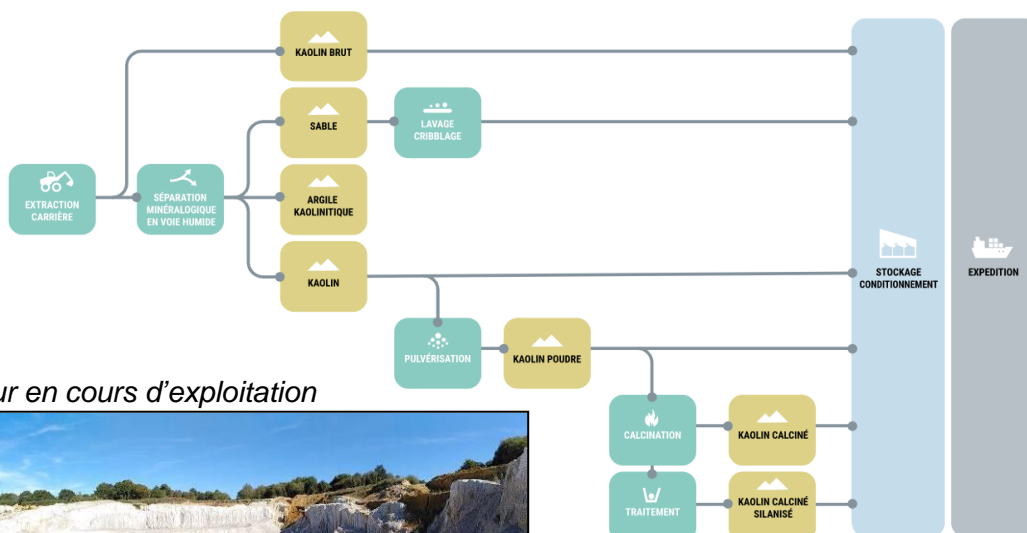 KAOLIN BRUT
SABLE
LAVAGE
CRIBBLAGE
EXTRACTION
CARRIÈRE
SÉPARATION
MINÉRALOGIQUE
EN VOIE HUMIDE
ARGILE
KAOLINITIQUE
KAOLIN
STOCKAGE
CONDITIONNEMENT
EXPEDITION
PULVÉRISATION
KAOLIN POUDRE
en cours d'exploitation
CALCINATION
KAOLIN CALCINÉ
TRAITEMENT
KAOLIN CALCINÉ
SILANISÉ